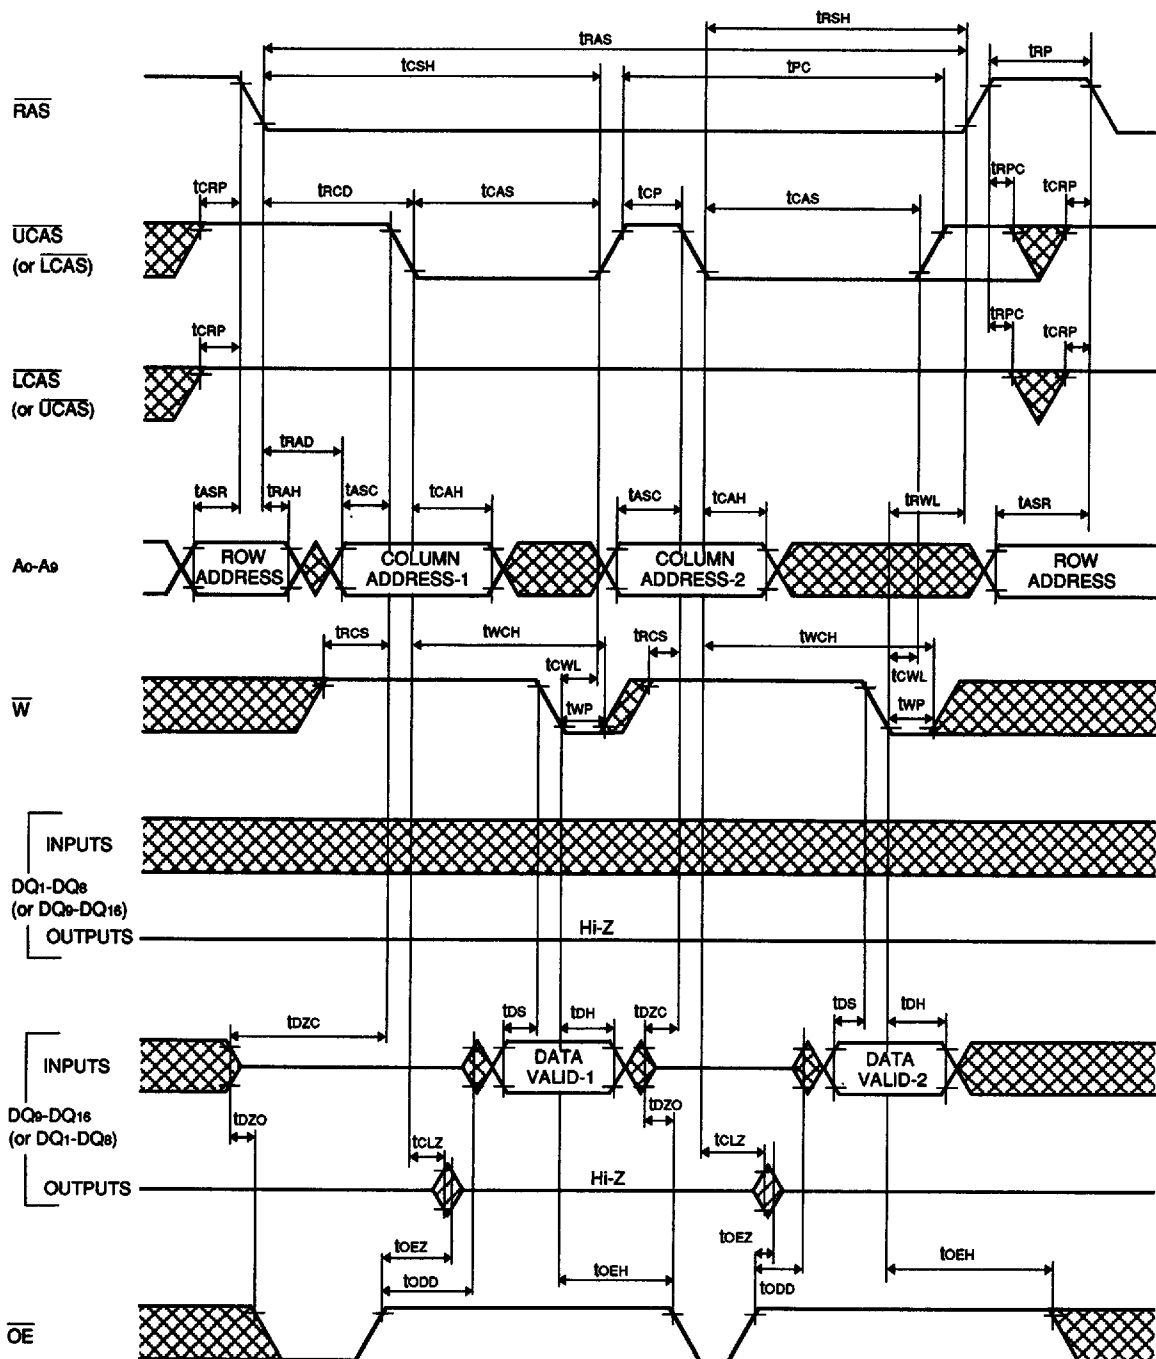 tRSH
tRAS
tRP
tCSH
tPC
RAS
tRPC
tCRP
tRCD
tCAS
tCP
tCAS
tCRP
UCAS
(or LCAS)
tRPC
tCRP
tCRP
LCAS
(or UCAS)
tRAD
tASR
tRAH
tASC
tCAH
tASC
tCAH
tRWL
tASR
A0-A9
ROW ADDRESS
COLUMN ADDRESS-1
COLUMN ADDRESS-2
ROW ADDRESS
tRCS
tWCH
tRCS
tWCH
tCWL
tCWL
W
tWP
tWP
INPUTS
DQ1-DQ8
(or DQ9-DQ16)
OUTPUTS
Hi-Z
tDZC
tDS
tDH
tDZC
tDS
tDH
INPUTS
DATA VALID-1
DATA VALID-2
DQ9-DQ16
(or DQ1-DQ8)
tDZO
tDZO
tCLZ
tCLZ
OUTPUTS
Hi-Z
tOEZ
tOEZ
tODD
tOEH
tODD
tOEH
OE